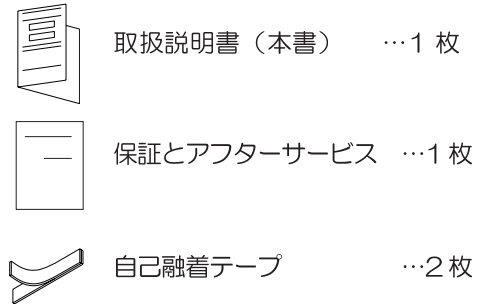 取扱説明書（本書）　…１枚
保証とアフターサービス　…１枚
自己融着テープ　…２枚